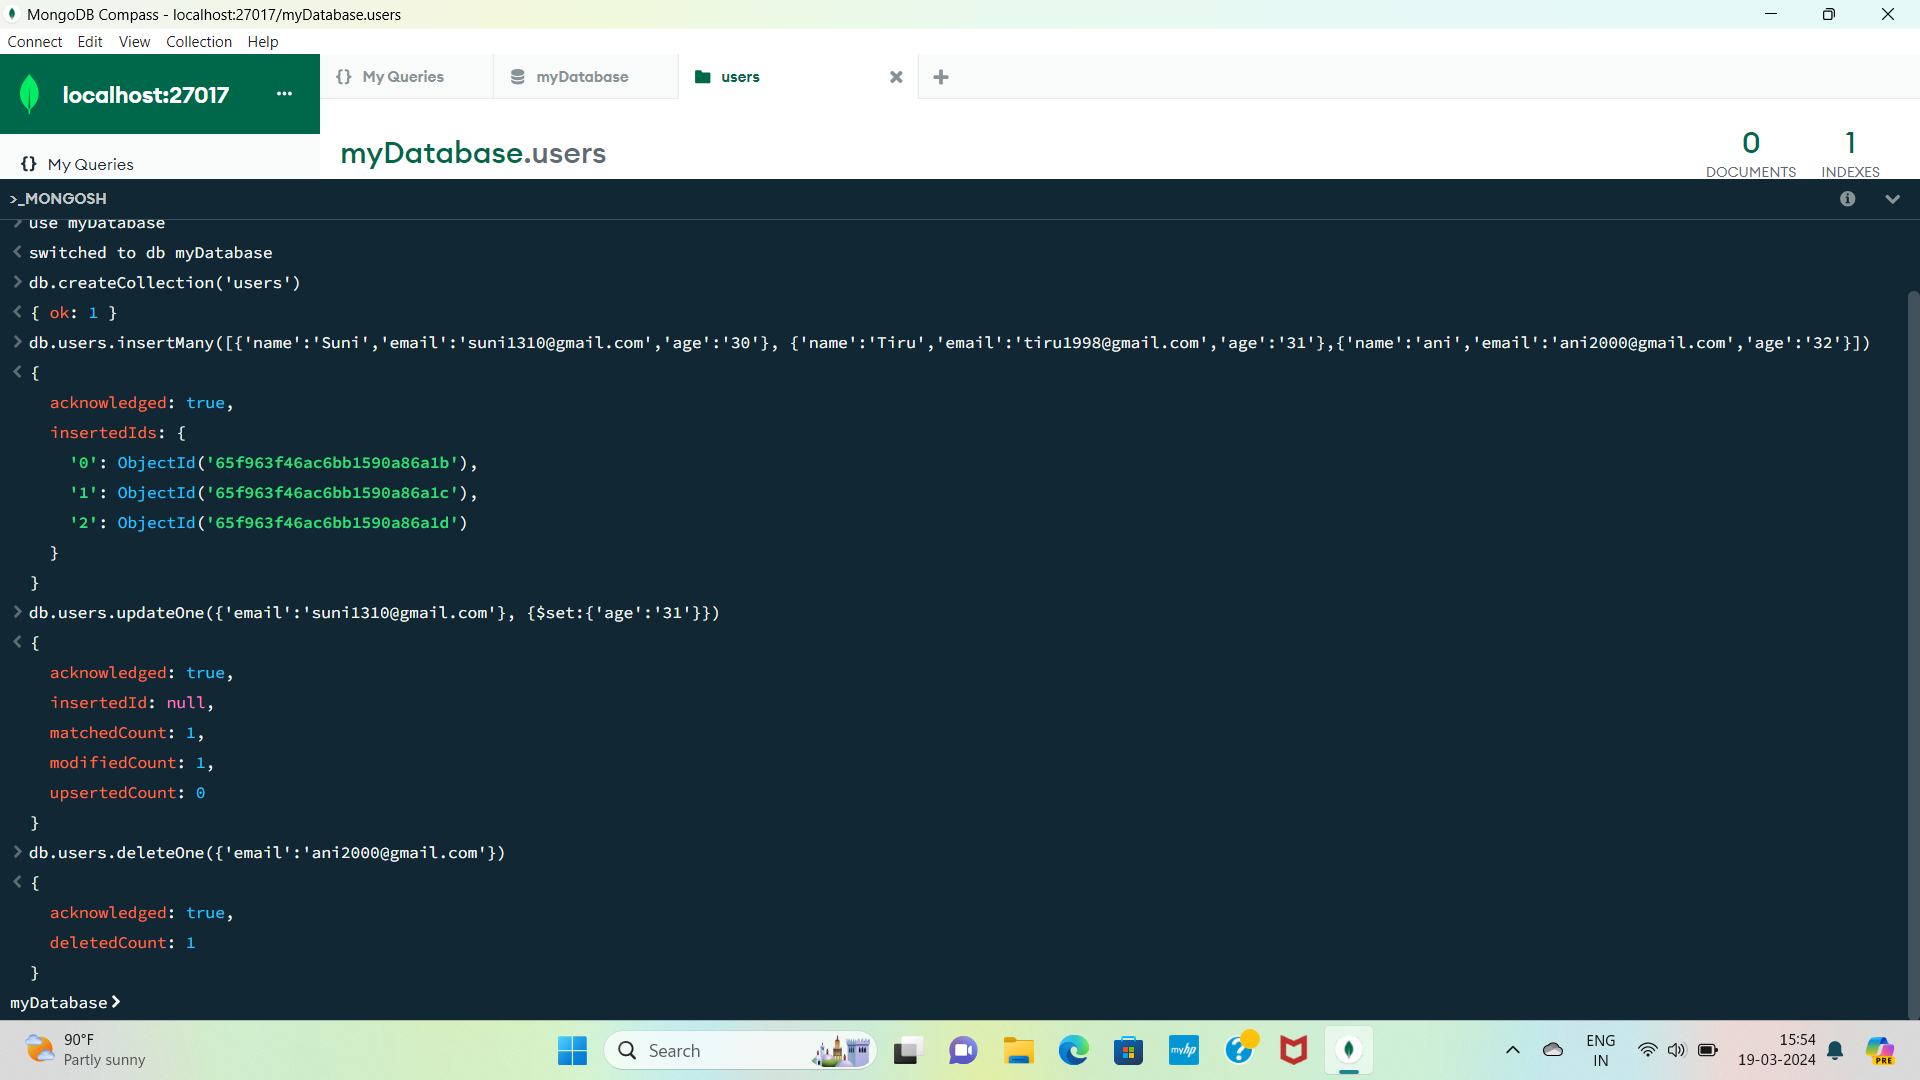 MongoDB Compass - localhost:27017/myDatabase.users
Connect Edit View Collection Help
localhost:27017 ...
{} My Queries
myDatabase
users
My Queries
myDatabase.users
0
DOCUMENTS
1
INDEXES
>_MONGOSH
> use myDatabase
< switched to db myDatabase
> db.createCollection('users')
< { ok: 1 }
> db.users.insertMany([{'name':'Suni','email':'suni1310@gmail.com','age':'30'}, {'name':'Tiru','email':'tiru1998@gmail.com','age':'31'},{'name':'ani','email':'ani2000@gmail.com','age':'32'}])
< {
acknowledged: true,
insertedIds: {
'0': ObjectId('65f963f46ac6bb1590a86a1b'),
'1': ObjectId('65f963f46ac6bb1590a86a1c'),
'2': ObjectId('65f963f46ac6bb1590a86a1d')
}
}
> db.users.updateOne({'email':'suni1310@gmail.com'}, {$set:{'age':'31'}})
< {
acknowledged: true,
insertedId: null,
matchedCount: 1,
modifiedCount: 1,
upsertedCount: 0
}
> db.users.deleteOne({'email':'ani2000@gmail.com'})
< {
acknowledged: true,
deletedCount: 1
}
myDatabase>
90°F
Partly sunny
Search
myhp
ENG
IN
15:54
19-03-2024
PRE